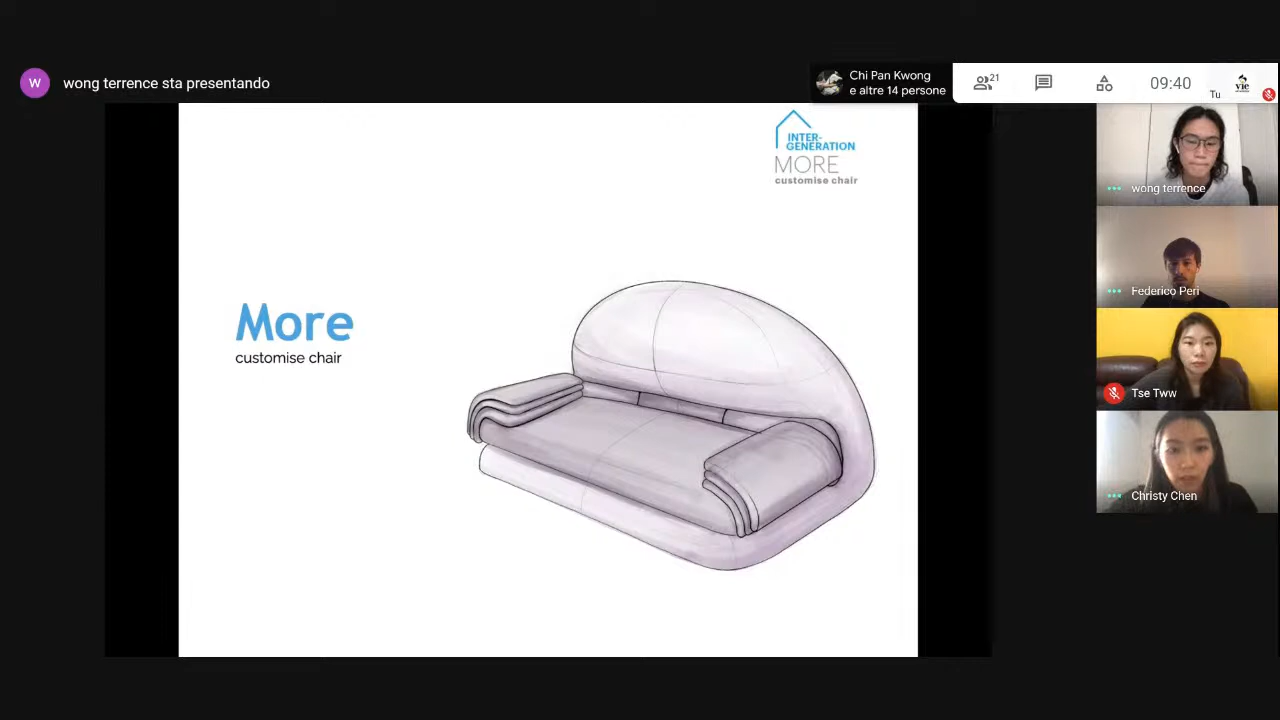 W
wong terrence sta presentando
Chi Pan Kwong
e altre 14 persone
21
09:40
Tu
vie
INTER-
GENERATION
MORE
customise chair
More
customise chair
wong terrence
Federico Peri
Tse Tww
Christy Chen